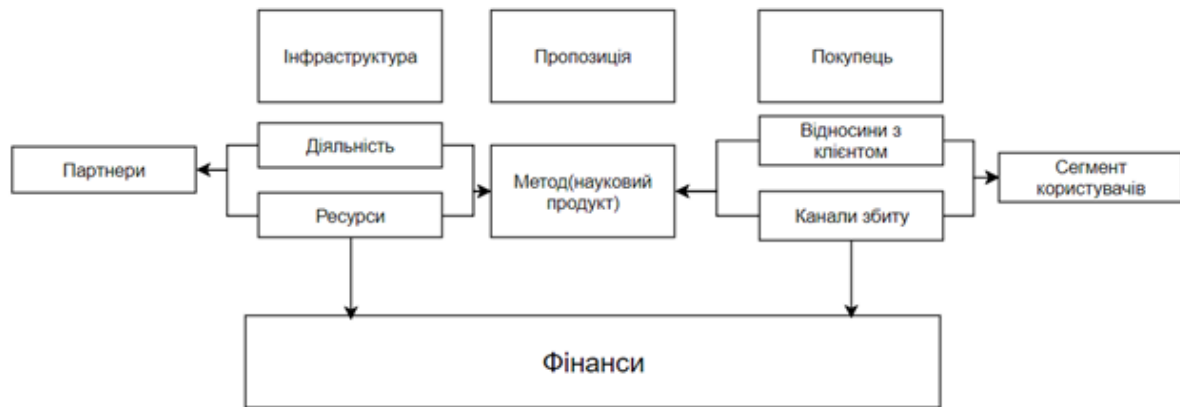 Інфраструктура
Пропозиція
Покупець
Партнери
Діяльність
Ресурси
Метод(науковий
продукт)
Відносини з
клієнтом
Канали збиту
Сегмент
користувачів
Фінанси